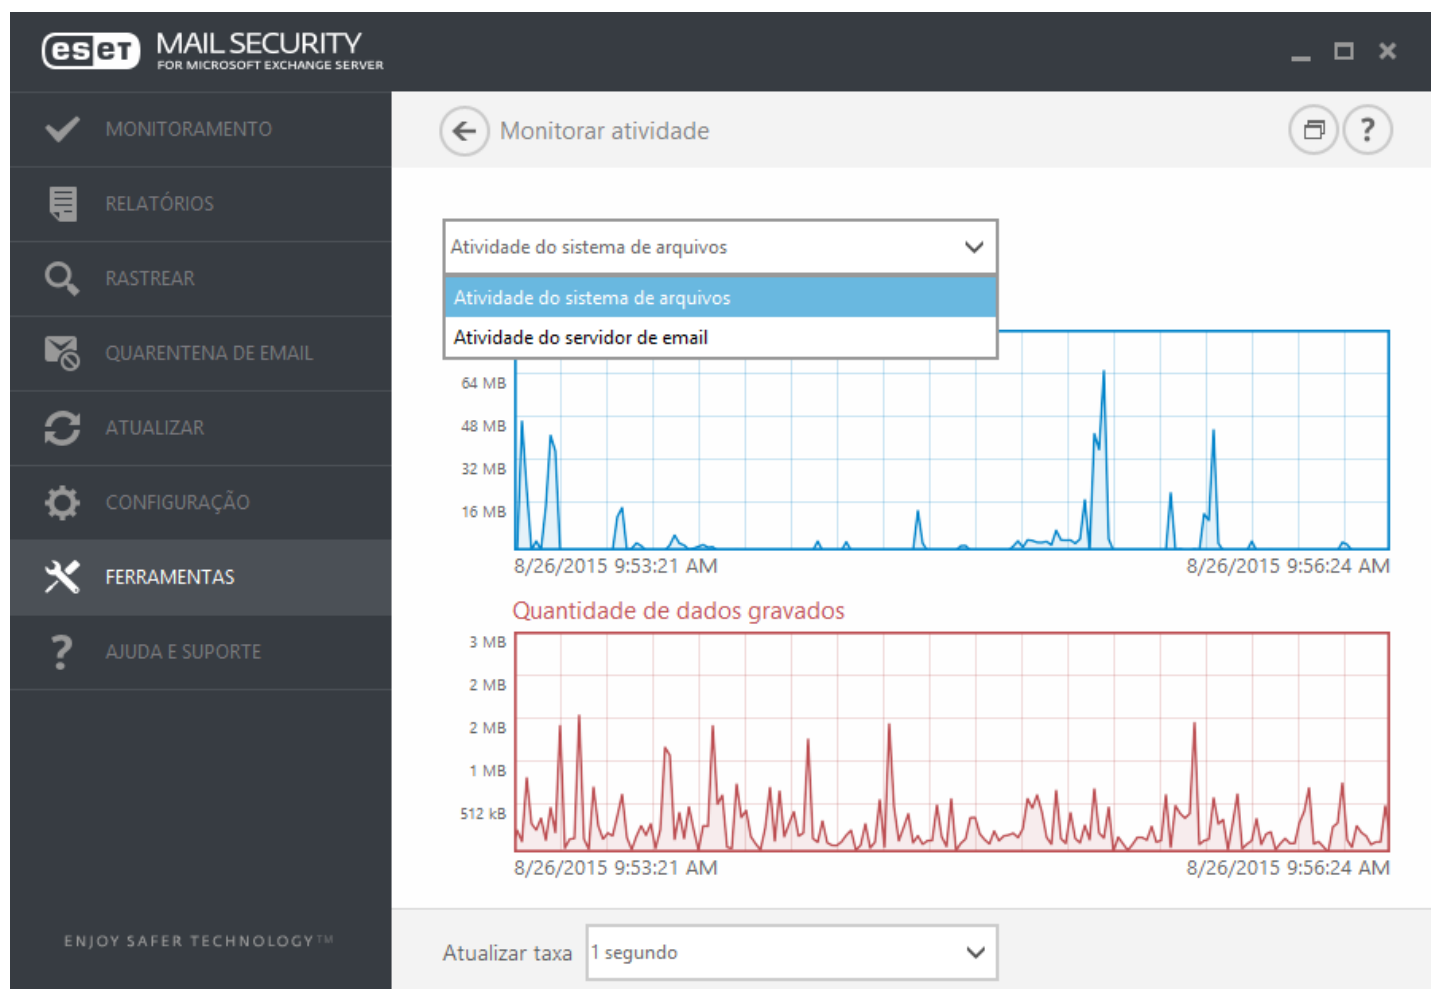 eset MAIL SECURITY
FOR MICROSOFT EXCHANGE SERVER
MONITORAMENTO
RELATÓRIOS
RASTREAR
QUARENTENA DE EMAIL
ATUALIZAR
CONFIGURAÇÃO
FERRAMENTAS
? AJUDA E SUPORTE
ENJOY SAFER TECHNOLOGY™
Monitorar atividade
?
Atividade do sistema de arquivos
Atividade do sistema de arquivos
Atividade do servidor de email
64 MB
48 MB
32 MB
16 MB
8/26/2015 9:53:21 AM 8/26/2015 9:56:24 AM
Quantidade de dados gravados
3 MB
2 MB
2 MB
1 MB
512 kB
8/26/2015 9:53:21 AM 8/26/2015 9:56:24 AM
Atualizar taxa 1 segundo